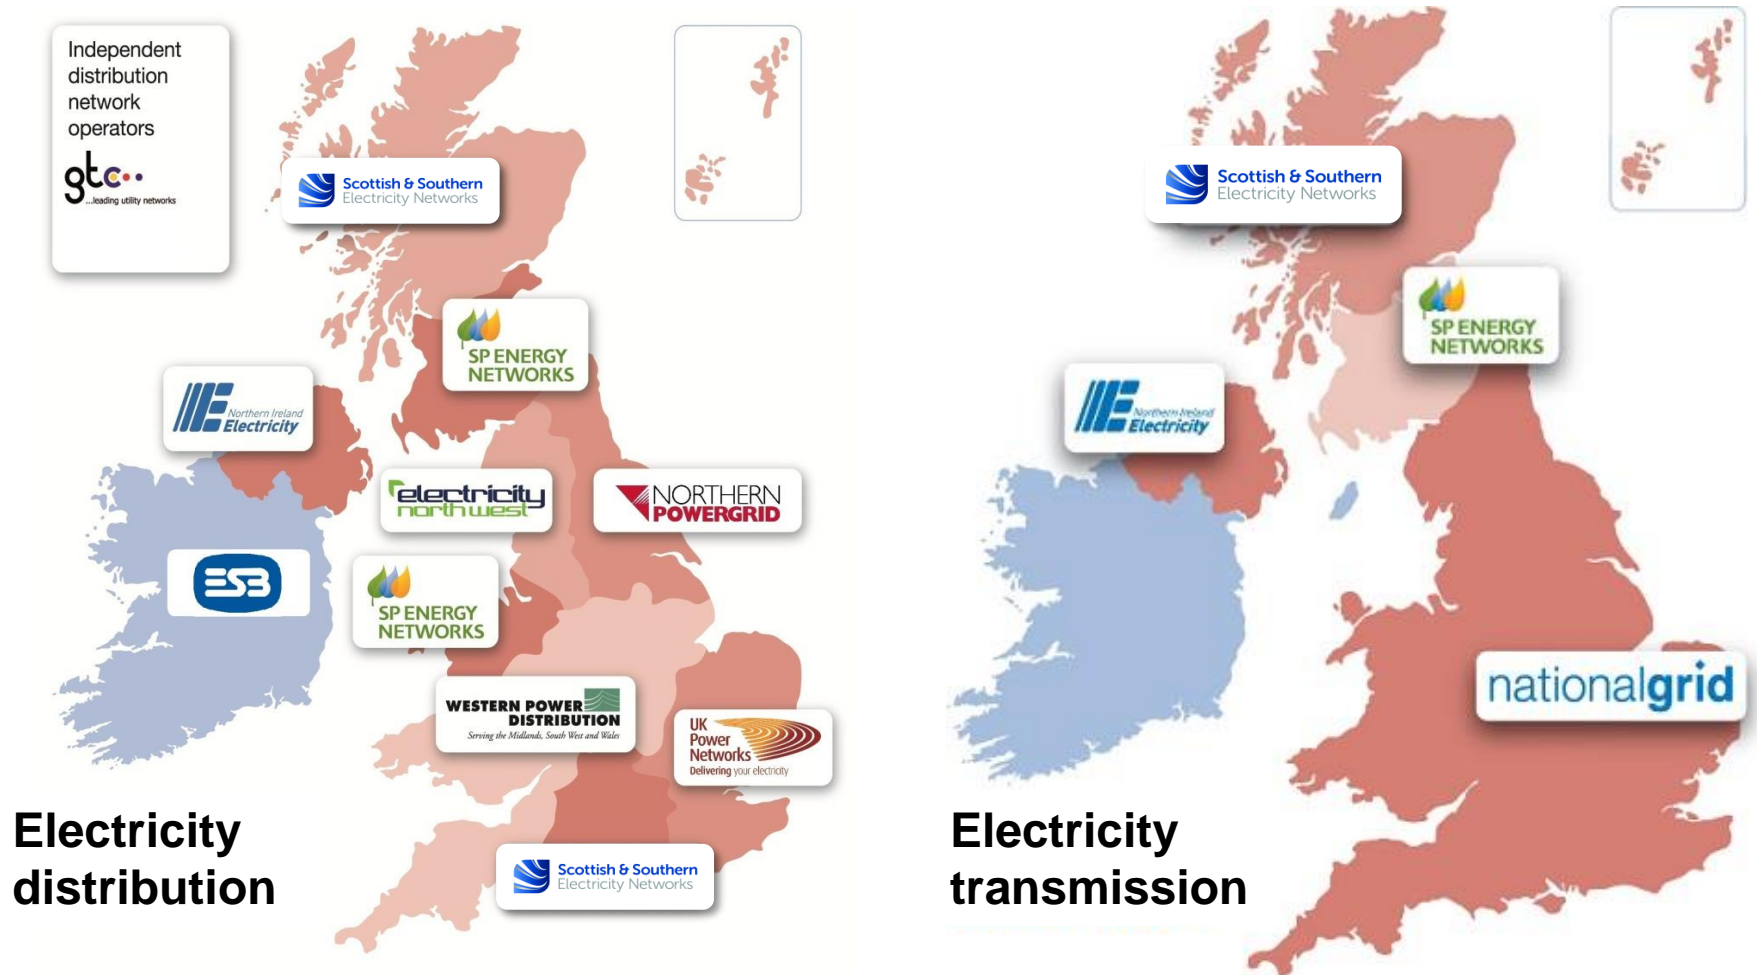 Independent
distribution
network
operators
gtc
...leading utility networks
Scottish & Southern
Electricity Networks
SP ENERGY
NETWORKS
Northern Ireland
Electricity
electricity
northwest
NORTHERN
POWERGRID
ESB
SP ENERGY
NETWORKS
WESTERN POWER
DISTRIBUTION
Serving the Midlands, South West and Wales
UK
Power
Networks
Delivering your electricity
Scottish & Southern
Electricity Networks
Electricity
distribution
Scottish & Southern
Electricity Networks
SP ENERGY
NETWORKS
Northern Ireland
Electricity
nationalgrid
Electricity
transmission